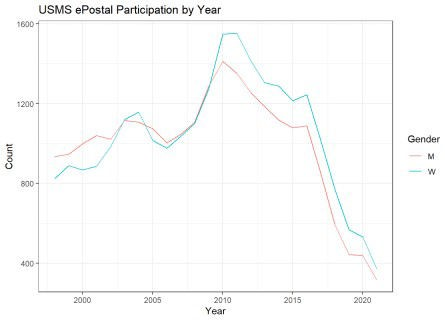 USMS ePostal Participation by Year
1600
1200
800
400
Count
2000 2005 2010 2015 2020
Year
Gender
M
W